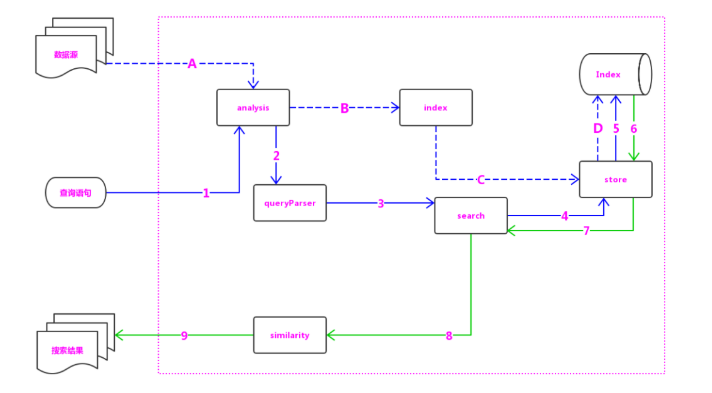 数据源
A
Index
analysis
B
index
D
5
6
2
C
store
查询语句
1
queryParser
3
search
4
7
搜索结果
9
similarity
8